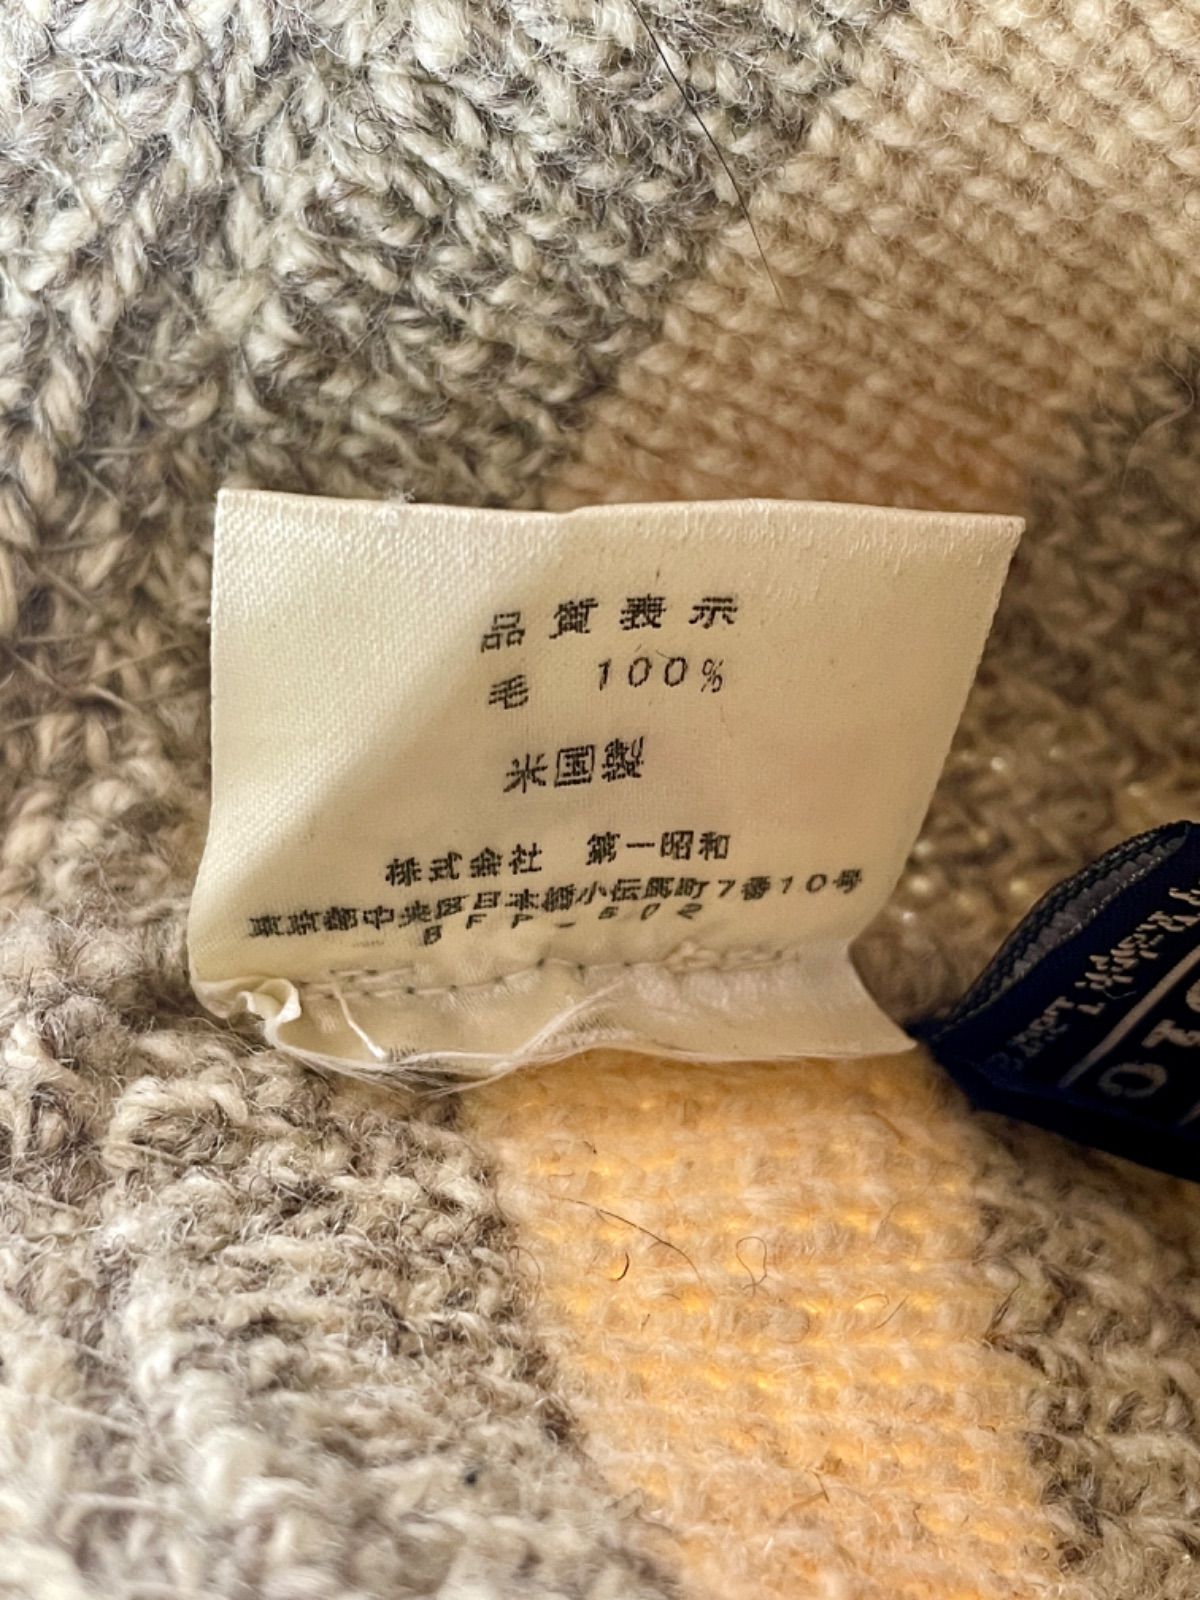 品質表示
毛 100%
米国製
株式会社 第一昭和
東京都中央区日本橋小伝馬町7番10号
BFP-502